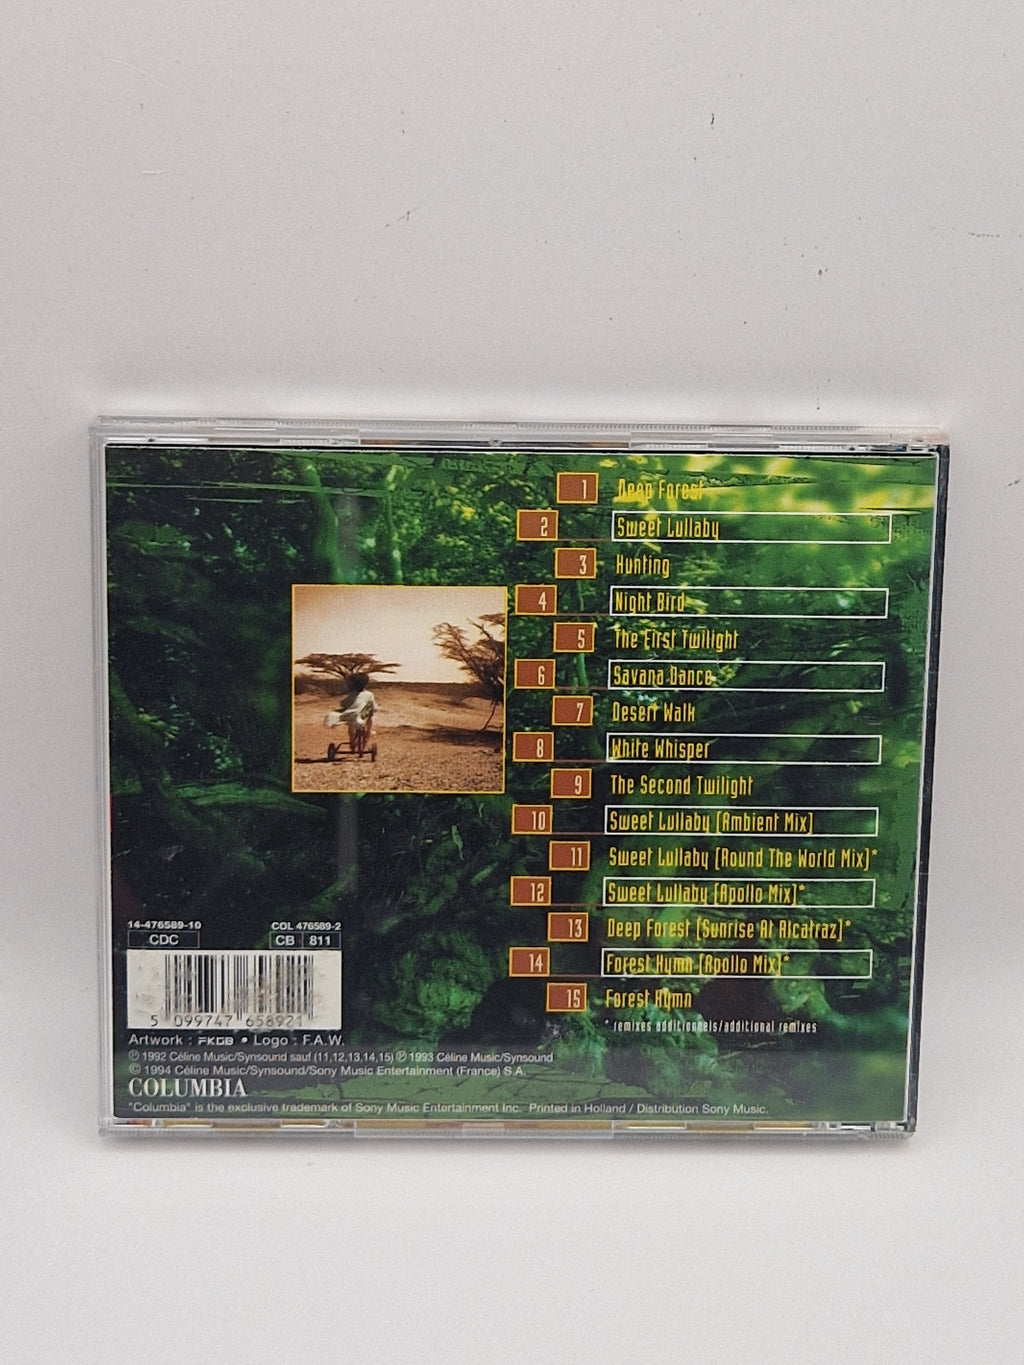 1 Deep Forest
2 Sweet Lullaby
3 Hunting
4 Night Bird
5 The First Twilight
6 Savana Dance
7 Desert Walk
8 White Whisper
9 The Second Twilight
10 Sweet Lullaby (Ambient Mix)
11 Sweet Lullaby (Round The World Mix)*
12 Sweet Lullaby (Apollo Mix)*
13 Deep Forest (Sunrise At Alcatraz)*
14 Forest Hymn (Apollo Mix)*
15 Forest Hymn
* remixes additionnels/additional remixes
14-476589-10 COL 476589-2
CDC CB 811
5 099747 658921
Artwork : FKGB • Logo : F.A.W.
℗ 1992 Céline Music/Synsound sauf (11,12,13,14,15) ℗ 1993 Céline Music/Synsound
© 1994 Céline Music/Synsound/Sony Music Entertainment (France) S.A.
COLUMBIA
"Columbia" is the exclusive trademark of Sony Music Entertainment Inc. Printed in Holland / Distribution Sony Music.